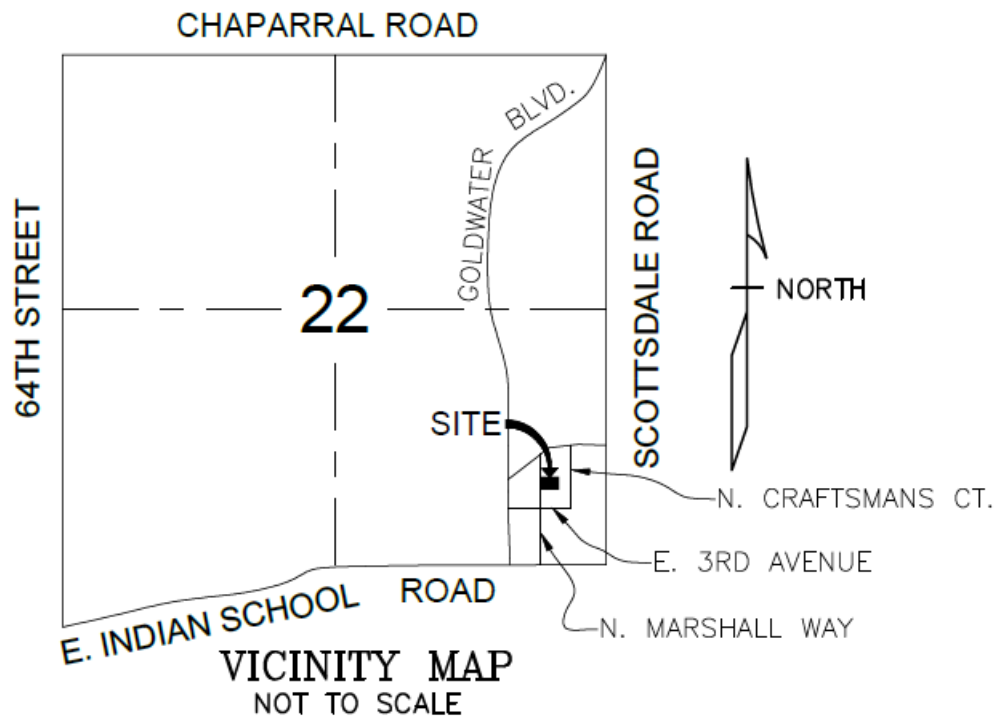 CHAPARRAL ROAD
GOLDWATER BLVD.
64TH STREET
22
SCOTTSDALE ROAD
NORTH
SITE
N. CRAFTSMANS CT.
E. 3RD AVENUE
N. MARSHALL WAY
E. INDIAN SCHOOL ROAD
VICINITY MAP
NOT TO SCALE